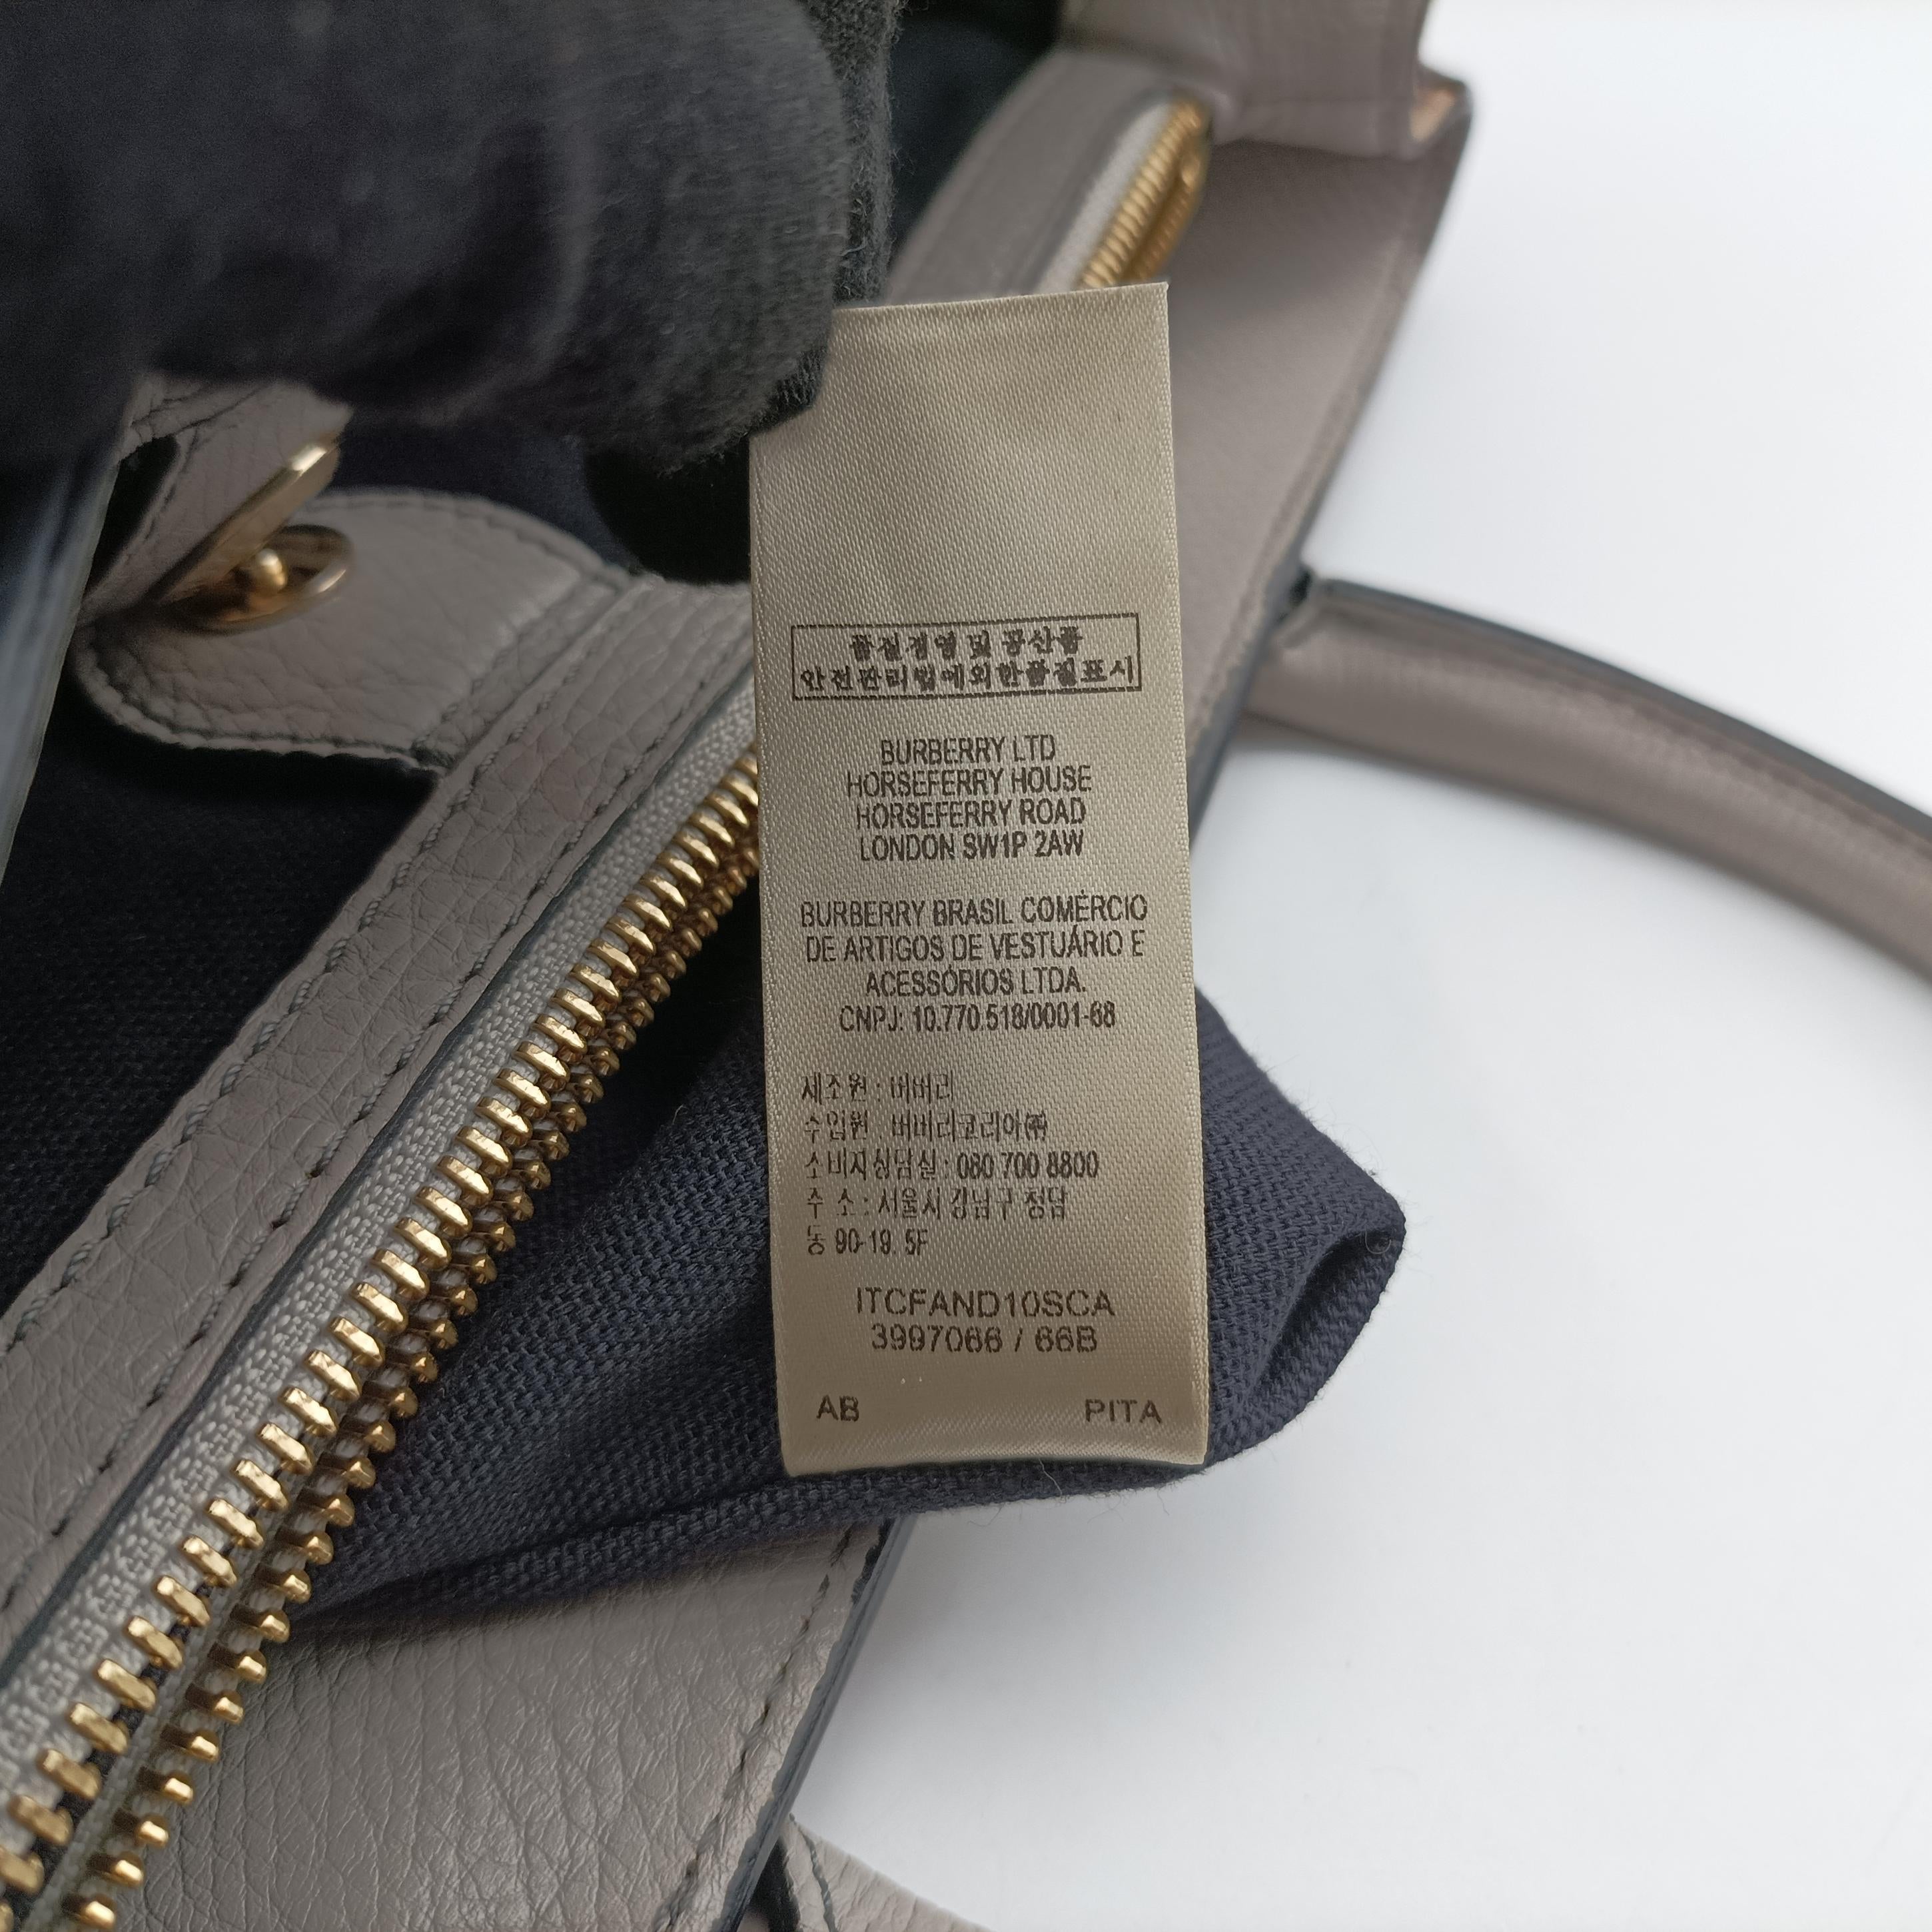 품질경영 및 공산품
안전관리법에의한품질표시
BURBERRY LTD
HORSEFERRY HOUSE
HORSEFERRY ROAD
LONDON SW1P 2AW
BURBERRY BRASIL COMÉRCIO
DE ARTIGOS DE VESTUÁRIO E
ACESSÓRIOS LTDA.
CNPJ: 10.770.518/0001-68
제조원 : 버버리
수입원 : 버버리코리아㈜
소비자상담실 : 080 700 8800
주 소 : 서울시 강남구 청담
동 90-19. 5F
ITCFAND10SCA
3997066 / 66B
AB PITA